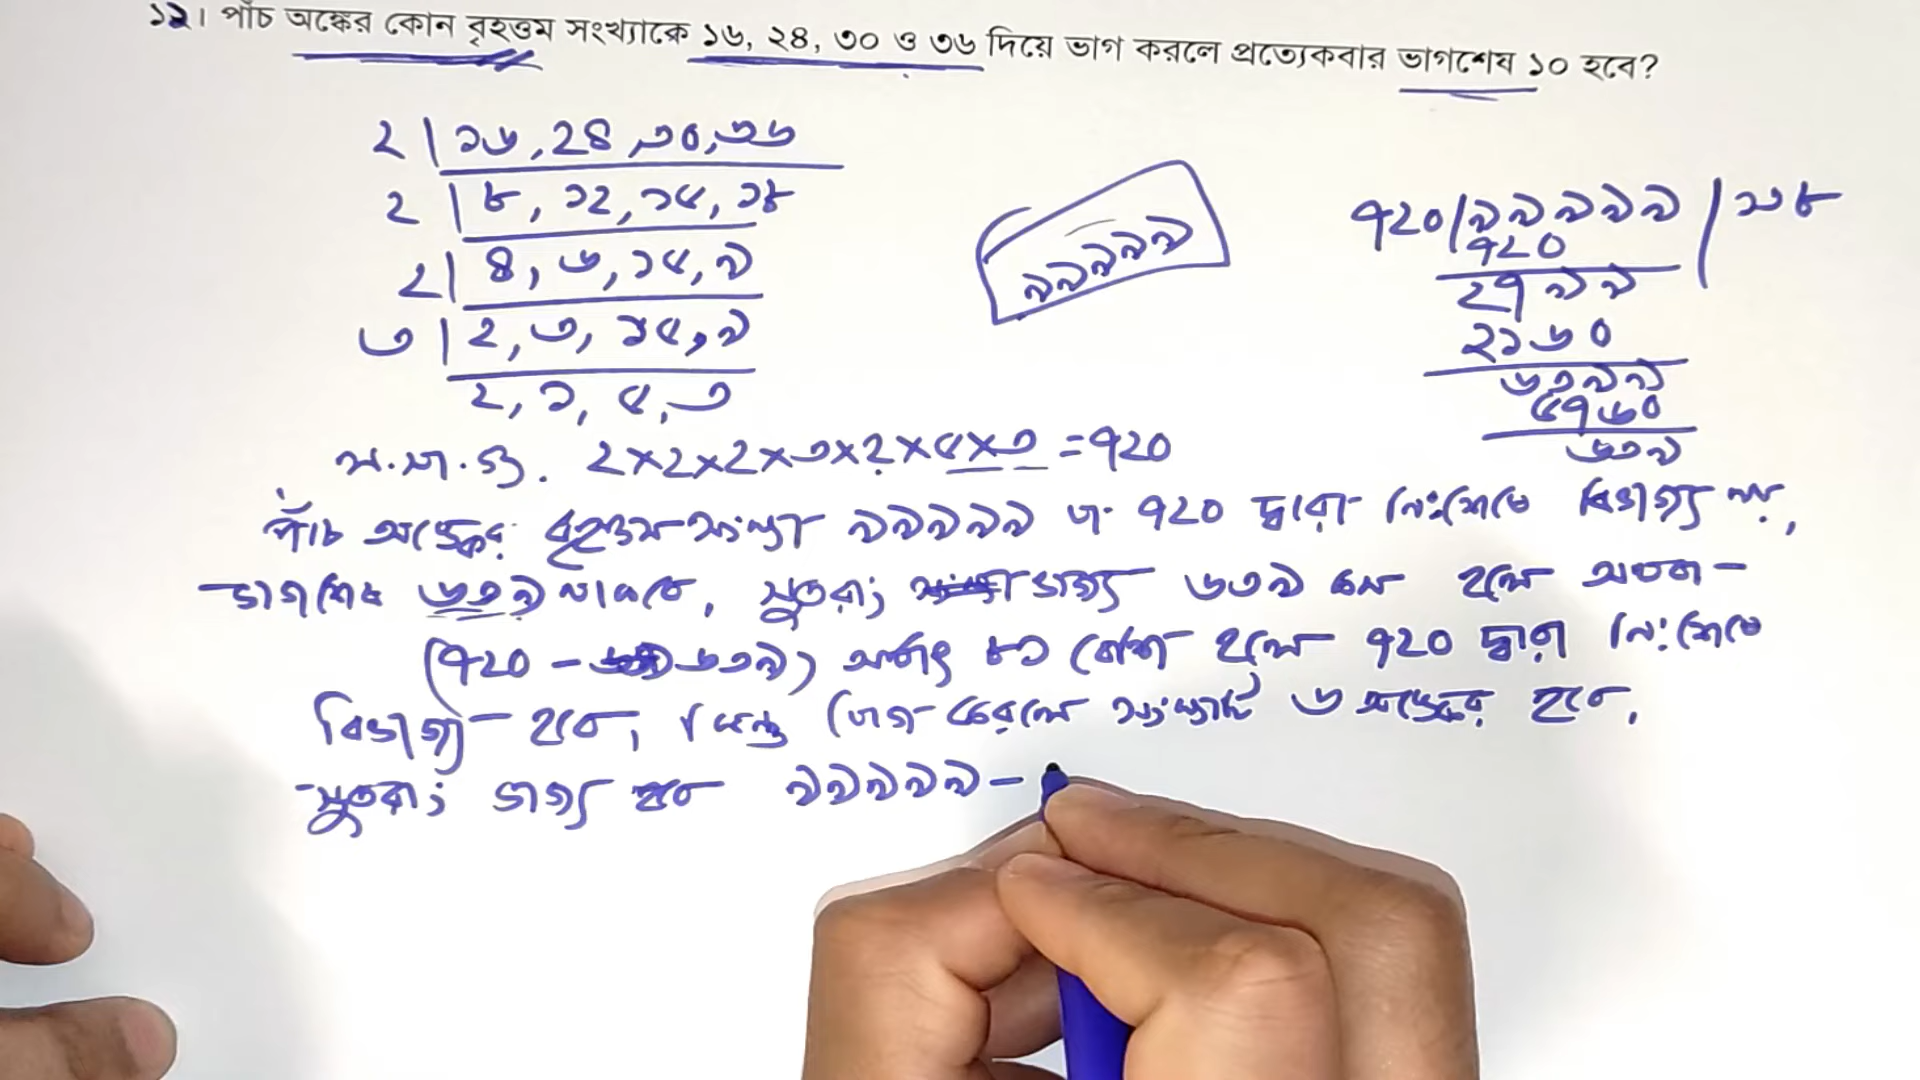 ১২। পাঁচ অঙ্কের কোন বৃহত্তম সংখ্যাকে ১৬, ২৪, ৩০ ও ৩৬ দিয়ে ভাগ করলে প্রত্যেকবার ভাগশেষ ১০ হবে?
২ | ১৬, ২৪, ৩০, ৩৬
২ | ৮, ১২, ১৫, ১৮
২ | ৪, ৬, ১৫, ৯
৩ | ২, ৩, ১৫, ৯
২, ১, ৫, ৩
ল.সা.গু. ২×২×২×৩×২×৫×৩ = ৭২০
৯৯৯৯৯
৭২০ | ৯৯৯৯৯ | ১৩৮
৭২০
২৭৯৯
২১৬০
৬৩৯৯
৫৭৬০
৬৩৯
পাঁচ অঙ্কের বৃহত্তম সংখ্যা ৯৯৯৯৯ যা ৭২০ দ্বারা নিঃশেষে বিভাজ্য নয়,
ভাগশেষ ৬৩৯ থাকবে, সুতরাং ভাজ্য ৬৩৯ কম হলে অথবা
(৭২০ - ৬৩৯) অর্থাৎ ৮১ বেশি হলে ৭২০ দ্বারা নিঃশেষে
বিভাজ্য হবে, কিন্তু যোগ করলে সংখ্যাটি ৬ অঙ্কের হবে,
সুতরাং ভাজ্য হবে ৯৯৯৯৯ -